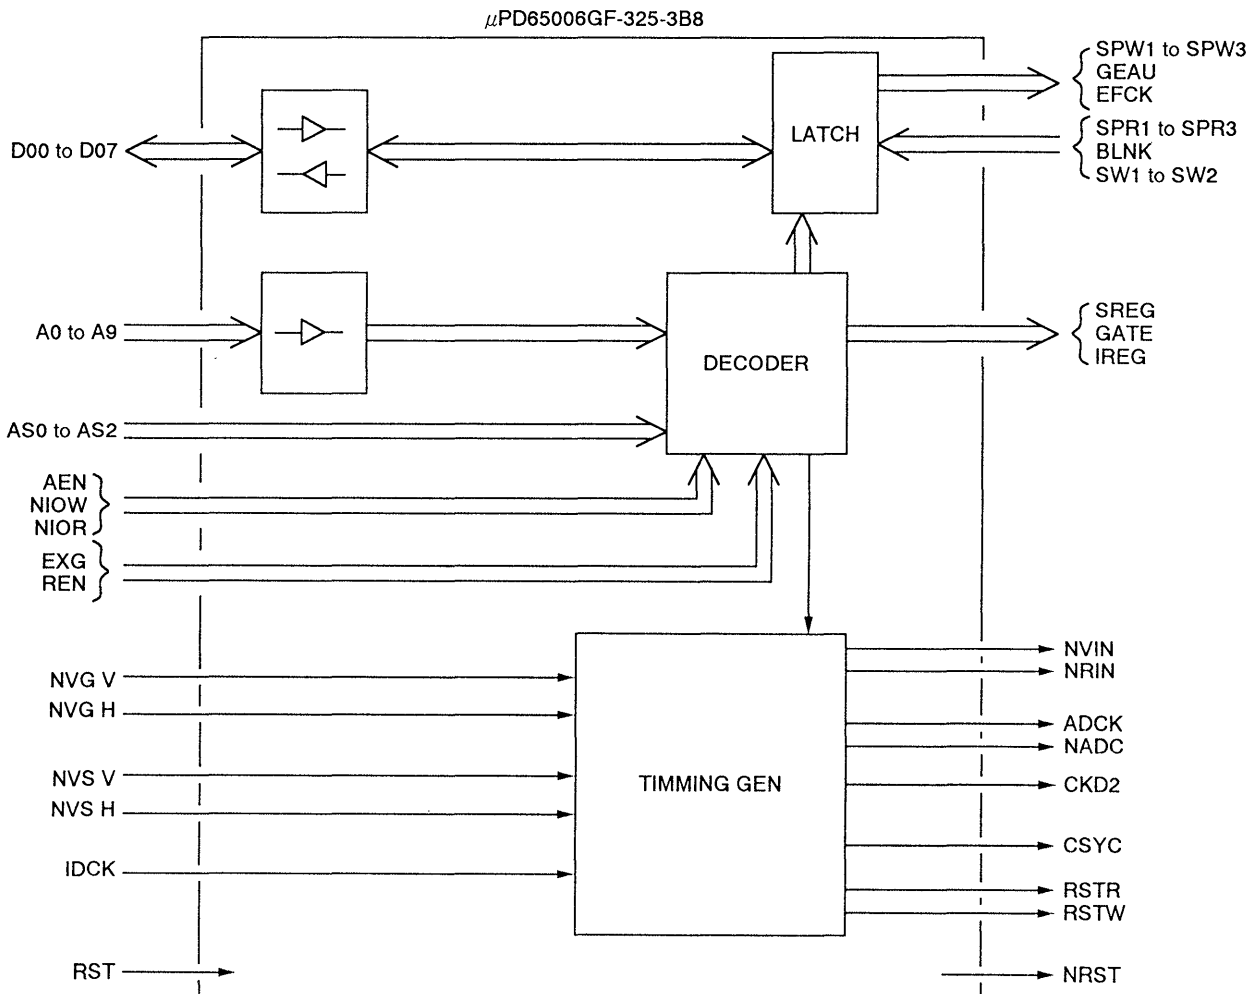 μPD65006GF-325-3B8
SPW1 to SPW3
GEAU
EFCK
LATCH
SPR1 to SPR3
BLNK
SW1 to SW2
D00 to D07
A0 to A9
DECODER
SREG
GATE
IREG
AS0 to AS2
AEN
NIOW
NIOR
EXG
REN
NVG V
NVG H
NVS V
NVS H
IDCK
TIMMING GEN
NVIN
NRIN
ADCK
NADC
CKD2
CSYC
RSTR
RSTW
RST
NRST